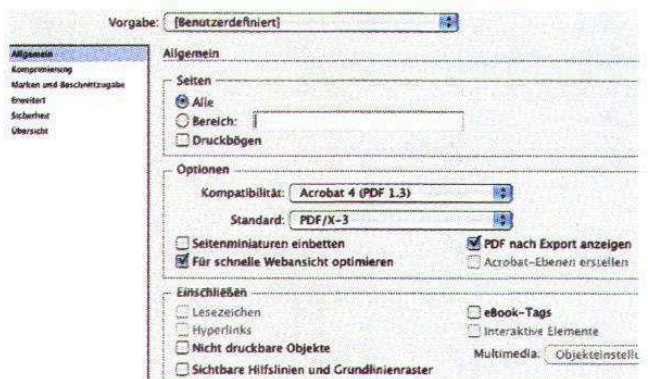 Vorgabe: [Benutzerdefiniert]
Allgemein
Komprimierung
Marken und Beschnittzugabe
Erweitert
Sicherheit
Übersicht
Allgemein
Seiten
Alle
Bereich:
Druckbögen
Optionen
Kompatibilität: Acrobat 4 (PDF 1.3)
Standard: PDF/X-3
Seitenminiaturen einbetten PDF nach Export anzeigen
Für schnelle Webansicht optimieren Acrobat-Ebenen erstellen
Einschließen
Lesezeichen eBook-Tags
Hyperlinks Interaktive Elemente
Nicht druckbare Objekte Multimedia: Objekteinstellu
Sichtbare Hilfslinien und Grundlinienraster